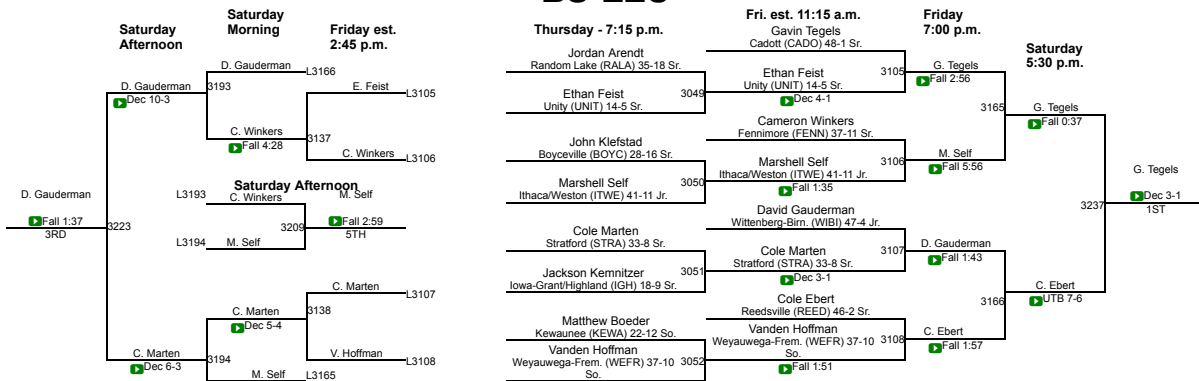 Saturday
Afternoon
Saturday
Morning
Friday est.
2:45 p.m.
D. Gauderman
L3166
D. Gauderman
3193
Dec 10-3
E. Feist
L3105
C. Winkers
3137
Fall 4:28
C. Winkers
L3106
Saturday Afternoon
D. Gauderman
L3193
C. Winkers
M. Self
Fall 1:37
3223
3209
Fall 2:59
3RD
5TH
L3194
M. Self
C. Marten
L3107
C. Marten
3138
Dec 5-4
C. Marten
3194
Dec 6-3
V. Hoffman
L3108
M. Self
L3165
Thursday - 7:15 p.m.
Fri. est. 11:15 a.m.
Friday
7:00 p.m.
Saturday
5:30 p.m.
Jordan Arendt
Random Lake (RALA) 35-18 Sr.
3049
Ethan Feist
Unity (UNIT) 14-5 Sr.
John Klefstad
Boyceville (BOYC) 28-16 Sr.
3050
Marshell Self
Ithaca/Weston (ITWE) 41-11 Jr.
Cole Marten
Stratford (STRA) 33-8 Sr.
3051
Jackson Kemnitzer
Iowa-Grant/Highland (IGH) 18-9 Sr.
Matthew Boeder
Kewaunee (KEWA) 22-12 So.
3052
Vanden Hoffman
Weyauwega-Frem. (WEFR) 37-10
So.
Gavin Tegels
Cadott (CADO) 48-1 Sr.
3105
Ethan Feist
Unity (UNIT) 14-5 Sr.
Dec 4-1
Cameron Winkers
Fennimore (FENN) 37-11 Sr.
3106
Marshell Self
Ithaca/Weston (ITWE) 41-11 Jr.
Fall 1:35
David Gauderman
Wittenberg-Birn. (WIBI) 47-4 Jr.
3107
Cole Marten
Stratford (STRA) 33-8 Sr.
Dec 3-1
Cole Ebert
Reedsville (REED) 46-2 Sr.
3108
Vanden Hoffman
Weyauwega-Frem. (WEFR) 37-10
So.
Fall 1:51
G. Tegels
Fall 2:56
3165
M. Self
Fall 5:56
D. Gauderman
Fall 1:43
3166
C. Ebert
Fall 1:57
G. Tegels
Fall 0:37
3237
C. Ebert
UTB 7-6
G. Tegels
Dec 3-1
1ST